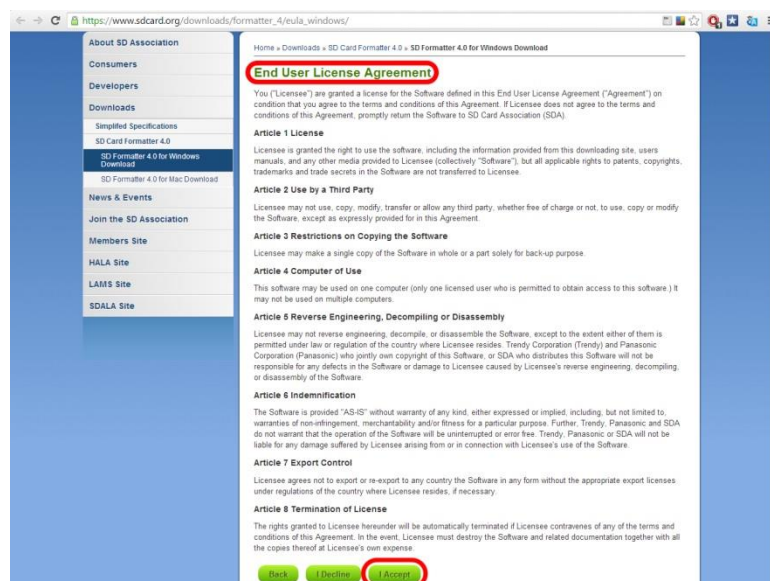 https://www.sdcard.org/downloads/formatter_4/eula_windows/
About SD Association
Consumers
Developers
Downloads
Simplified Specifications
SD Card Formatter 4.0
SD Formatter 4.0 for Windows
Download
SD Formatter 4.0 for Mac Download
News & Events
Join the SD Association
Members Site
HALA Site
LAMS Site
SDALA Site
Home » Downloads » SD Card Formatter 4.0 » SD Formatter 4.0 for Windows Download
End User License Agreement
You ("Licensee") are granted a license for the Software defined in this End User License Agreement ("Agreement") on
condition that you agree to the terms and conditions of this Agreement. If Licensee does not agree to the terms and
conditions of this Agreement, promptly return the Software to SD Card Association (SDA).
Article 1 License
Licensee is granted the right to use the software, including the information provided from this downloading site, users
manuals, and any other media provided to Licensee (collectively "Software"), but all applicable rights to patents, copyrights,
trademarks and trade secrets in the Software are not transferred to Licensee.
Article 2 Use by a Third Party
Licensee may not use, copy, modify, transfer or allow any third party, whether free of charge or not, to use, copy or modify
the Software, except as expressly provided for in this Agreement.
Article 3 Restrictions on Copying the Software
Licensee may make a single copy of the Software in whole or a part solely for back-up purpose.
Article 4 Computer of Use
This software may be used on one computer (only one licensed user who is permitted to obtain access to this software.) It
may not be used on multiple computers.
Article 5 Reverse Engineering, Decompiling or Disassembly
Licensee may not reverse engineering, decompile, or disassemble the Software, except to the extent either of them is
permitted under law or regulation of the country where Licensee resides. Trendy Corporation (Trendy) and Panasonic
Corporation (Panasonic) who jointly own copyright of this Software, or SDA who distributes this Software will not be
responsible for any defects in the Software or damage to Licensee caused by Licensee's reverse engineering, decompiling,
or disassembly of the Software.
Article 6 Indemnification
The Software is provided "AS-IS" without warranty of any kind, either expressed or implied, including, but not limited to,
warranties of non-infringement, merchantability and/or fitness for a particular purpose. Further, Trendy, Panasonic and SDA
do not warrant that the operation of the Software will be uninterrupted or error free. Trendy, Panasonic or SDA will not be
liable for any damage suffered by Licensee arising from or in connection with Licensee's use of the Software.
Article 7 Export Control
Licensee agrees not to export or re-export to any country the Software in any form without the appropriate export licenses
under regulations of the country where Licensee resides, if necessary.
Article 8 Termination of License
The rights granted to Licensee hereunder will be automatically terminated if Licensee contravenes of any of the terms and
conditions of this Agreement. In the event, Licensee must destroy the Software and related documentation together with all
the copies thereof at Licensee's own expense.
Back I Decline I Accept